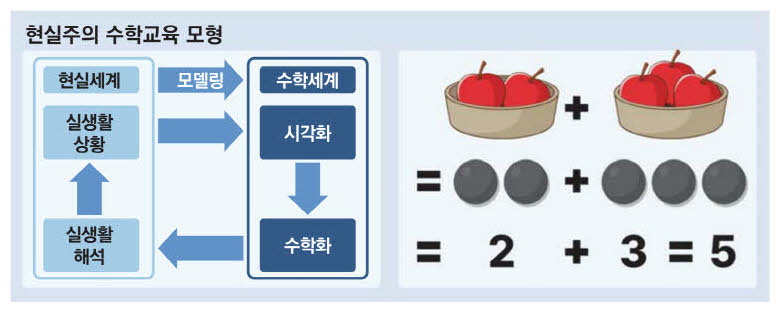 현실주의 수학교육 모형
현실세계
모델링
수학세계
실생활
상황
시각화
실생활
해석
수학화
+
= +
= 2 + 3 = 5